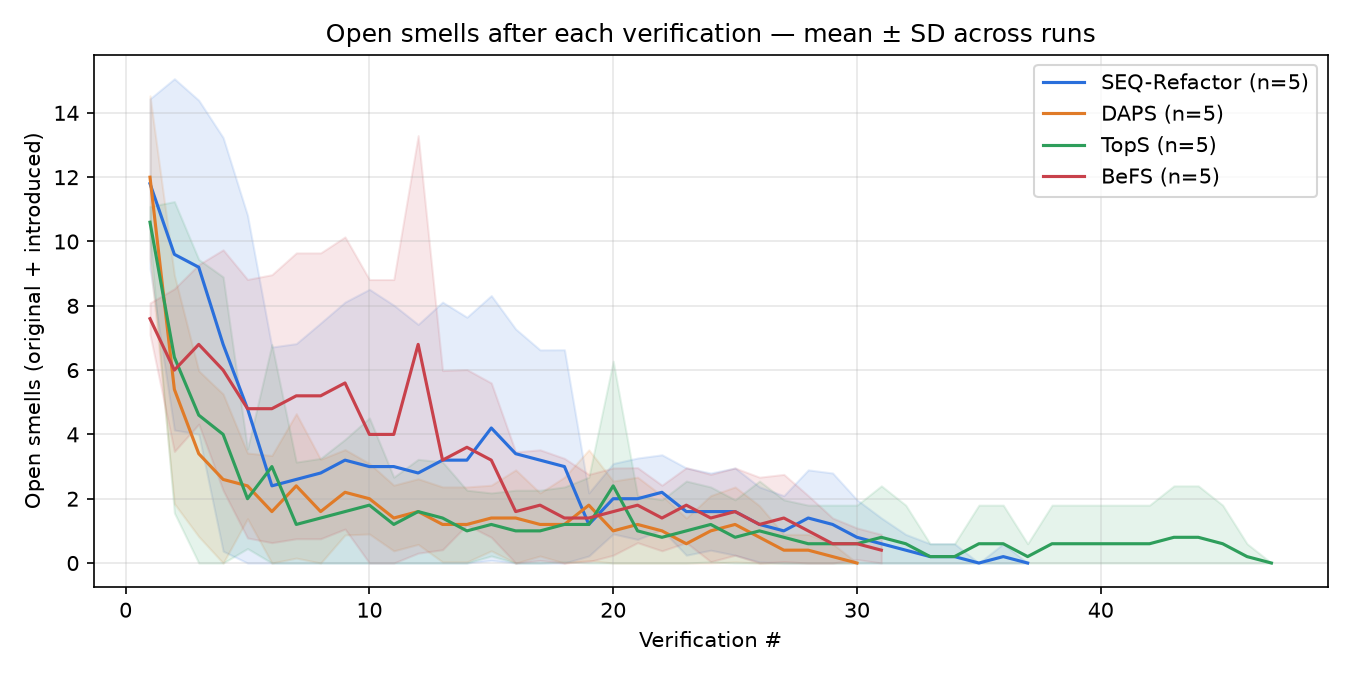 Open smells after each verification — mean ± SD across runs
SEQ-Refactor (n=5)
DAPS (n=5)
TopS (n=5)
BeFS (n=5)
Open smells (original + introduced)
14
12
10
8
6
4
2
0
0 10 20 30 40
Verification #